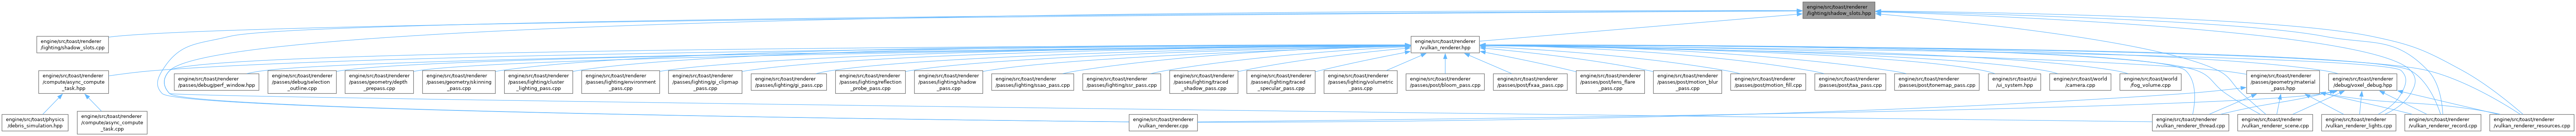 engine/src/toast/renderer
/lighting/shadow_slots.hpp
engine/src/toast/renderer
/lighting/shadow_slots.cpp
engine/src/toast/renderer
/vulkan_renderer.hpp
engine/src/toast/renderer
/compute/async_compute
_task.hpp
engine/src/toast/renderer
/passes/debug/perf_window.hpp
engine/src/toast/renderer
/passes/debug/selection
_outline.cpp
engine/src/toast/renderer
/passes/geometry/depth
_prepass.cpp
engine/src/toast/renderer
/passes/geometry/skinning
_pass.cpp
engine/src/toast/renderer
/passes/lighting/cluster
_lighting_pass.cpp
engine/src/toast/renderer
/passes/lighting/environment
_pass.cpp
engine/src/toast/renderer
/passes/lighting/gi_clipmap
_pass.cpp
engine/src/toast/renderer
/passes/lighting/gi_pass.cpp
engine/src/toast/renderer
/passes/lighting/reflection
_probe_pass.cpp
engine/src/toast/renderer
/passes/lighting/shadow
_pass.cpp
engine/src/toast/renderer
/passes/lighting/ssao_pass.cpp
engine/src/toast/renderer
/passes/lighting/ssr_pass.cpp
engine/src/toast/renderer
/passes/lighting/traced
_shadow_pass.cpp
engine/src/toast/renderer
/passes/lighting/traced
_specular_pass.cpp
engine/src/toast/renderer
/passes/lighting/volumetric
_pass.cpp
engine/src/toast/renderer
/passes/post/bloom_pass.cpp
engine/src/toast/renderer
/passes/post/fxaa_pass.cpp
engine/src/toast/renderer
/passes/post/lens_flare
_pass.cpp
engine/src/toast/renderer
/passes/post/motion_blur
_pass.cpp
engine/src/toast/renderer
/passes/post/motion_fill.cpp
engine/src/toast/renderer
/passes/post/taa_pass.cpp
engine/src/toast/renderer
/passes/post/tonemap_pass.cpp
engine/src/toast/ui
/ui_system.hpp
engine/src/toast/world
/camera.cpp
engine/src/toast/world
/fog_volume.cpp
engine/src/toast/renderer
/passes/geometry/material
_pass.hpp
engine/src/toast/renderer
/debug/voxel_debug.hpp
engine/src/toast/physics
/debris_simulation.hpp
engine/src/toast/renderer
/compute/async_compute
_task.cpp
engine/src/toast/renderer
/vulkan_renderer.cpp
engine/src/toast/renderer
/vulkan_renderer_thread.cpp
engine/src/toast/renderer
/vulkan_renderer_scene.cpp
engine/src/toast/renderer
/vulkan_renderer_lights.cpp
engine/src/toast/renderer
/vulkan_renderer_record.cpp
engine/src/toast/renderer
/vulkan_renderer_resources.cpp